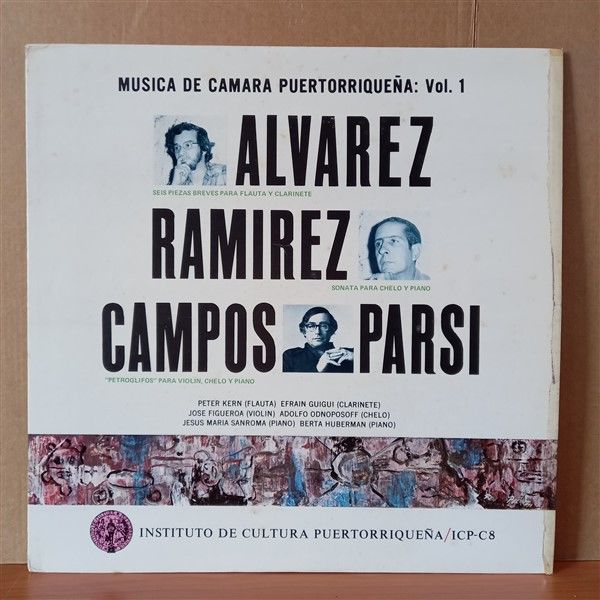 MUSICA DE CAMARA PUERTORRIQUEÑA: Vol. 1
ALVAREZ
SEIS PIEZAS BREVES PARA FLAUTA Y CLARINETE
RAMIREZ
SONATA PARA CHELO Y PIANO
CAMPOS PARSI
"PETROGLIFOS" PARA VIOLIN, CHELO Y PIANO
PETER KERN (FLAUTA) EFRAIN GUIGUI (CLARINETE)
JOSE FIGUEROA (VIOLIN) ADOLFO ODNOPOSOFF (CHELO)
JESUS MARIA SANROMA (PIANO) BERTA HUBERMAN (PIANO)
INSTITUTO DE CULTURA PUERTORRIQUEÑA/ICP-C8